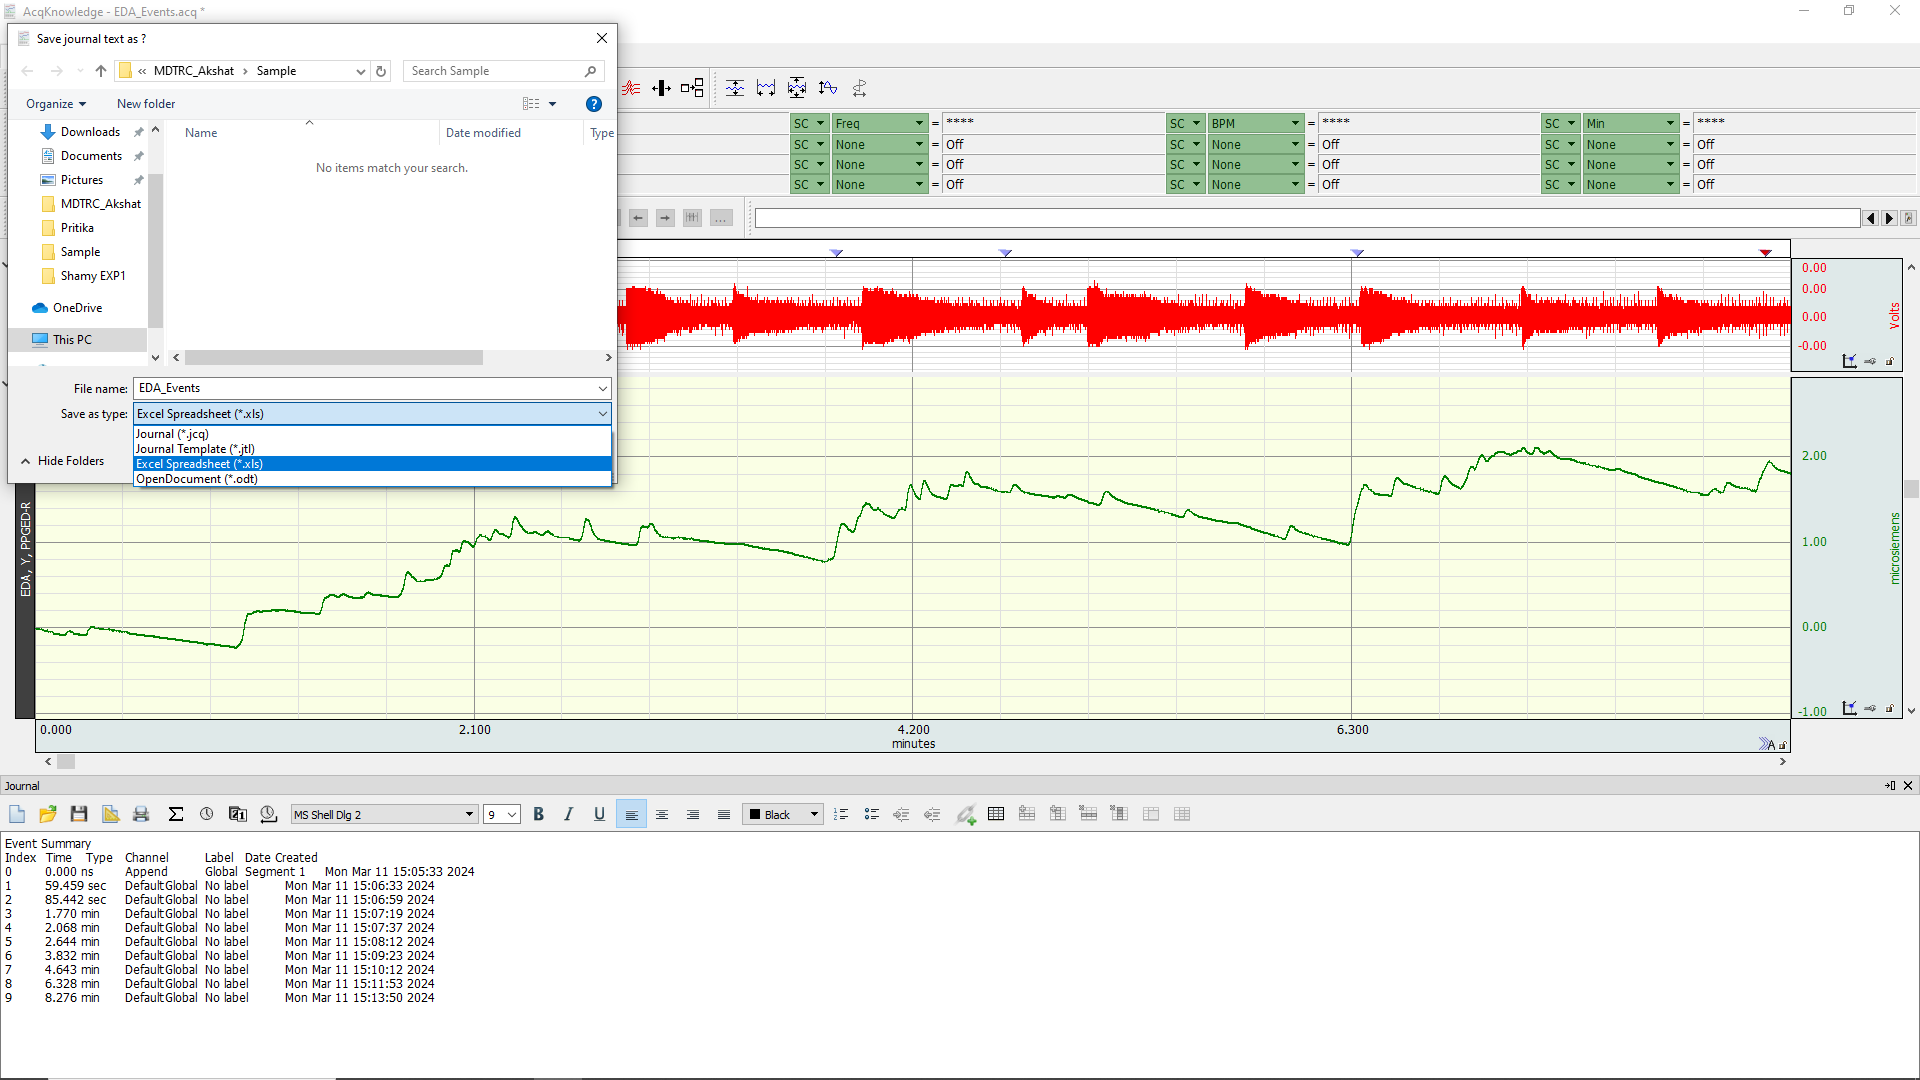 AcqKnowledge - EDA_Events.acq *
Save journal text as ?
« MDTRC_Akshat › Sample
Search Sample
Organize
New folder
Downloads
Documents
Pictures
MDTRC_Akshat
Pritika
Sample
Shamy EXP1
OneDrive
This PC
Name Date modified Type
No items match your search.
File name: EDA_Events
Save as type: Excel Spreadsheet (*.xls)
Journal (*.jcq)
Journal Template (*.jtl)
Excel Spreadsheet (*.xls)
OpenDocument (*.odt)
Hide Folders
SC Freq = **** SC BPM = **** SC Min = ****
SC None = Off SC None = Off SC None = Off
SC None = Off SC None = Off SC None = Off
SC None = Off SC None = Off SC None = Off
0.00
0.00
0.00
-0.00
Volts
2.00
1.00
0.00
-1.00
microsiemens
EDA, Y, PPGED-R
0.000 2.100 4.200 6.300
minutes
A
Journal
MS Shell Dlg 2 9 B I U Black
Event Summary
Index Time Type Channel Label Date Created
0 0.000 ns Append Global Segment 1 Mon Mar 11 15:05:33 2024
1 59.459 sec Default Global No label Mon Mar 11 15:06:33 2024
2 85.442 sec Default Global No label Mon Mar 11 15:06:59 2024
3 1.770 min Default Global No label Mon Mar 11 15:07:19 2024
4 2.068 min Default Global No label Mon Mar 11 15:07:37 2024
5 2.644 min Default Global No label Mon Mar 11 15:08:12 2024
6 3.832 min Default Global No label Mon Mar 11 15:09:23 2024
7 4.643 min Default Global No label Mon Mar 11 15:10:12 2024
8 6.328 min Default Global No label Mon Mar 11 15:11:53 2024
9 8.276 min Default Global No label Mon Mar 11 15:13:50 2024